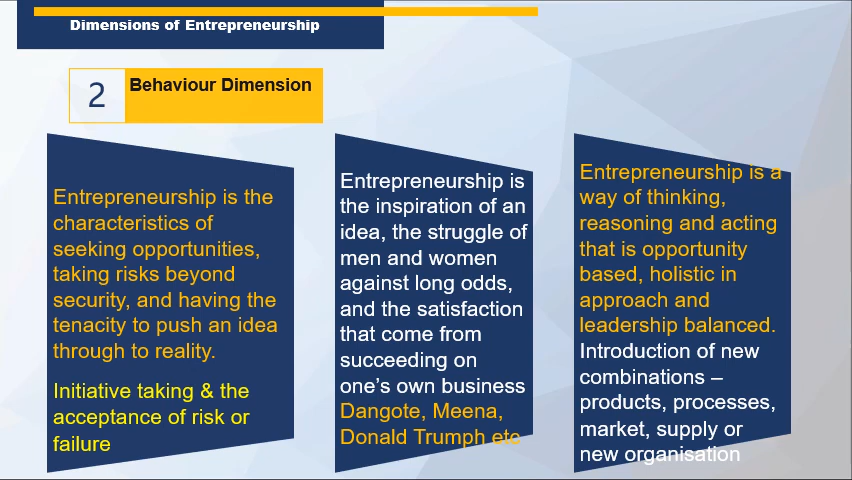 Dimensions of Entrepreneurship
2
Behaviour Dimension
Entrepreneurship is the
characteristics of
seeking opportunities,
taking risks beyond
security, and having the
tenacity to push an idea
through to reality.
Initiative taking & the
acceptance of risk or
failure
Entrepreneurship is
the inspiration of an
idea, the struggle of
men and women
against long odds,
and the satisfaction
that come from
succeeding on
one’s own business
Dangote, Meena,
Donald Trumph etc
Entrepreneurship is a
way of thinking,
reasoning and acting
that is opportunity
based, holistic in
approach and
leadership balanced.
Introduction of new
combinations –
products, processes,
market, supply or
new organisation